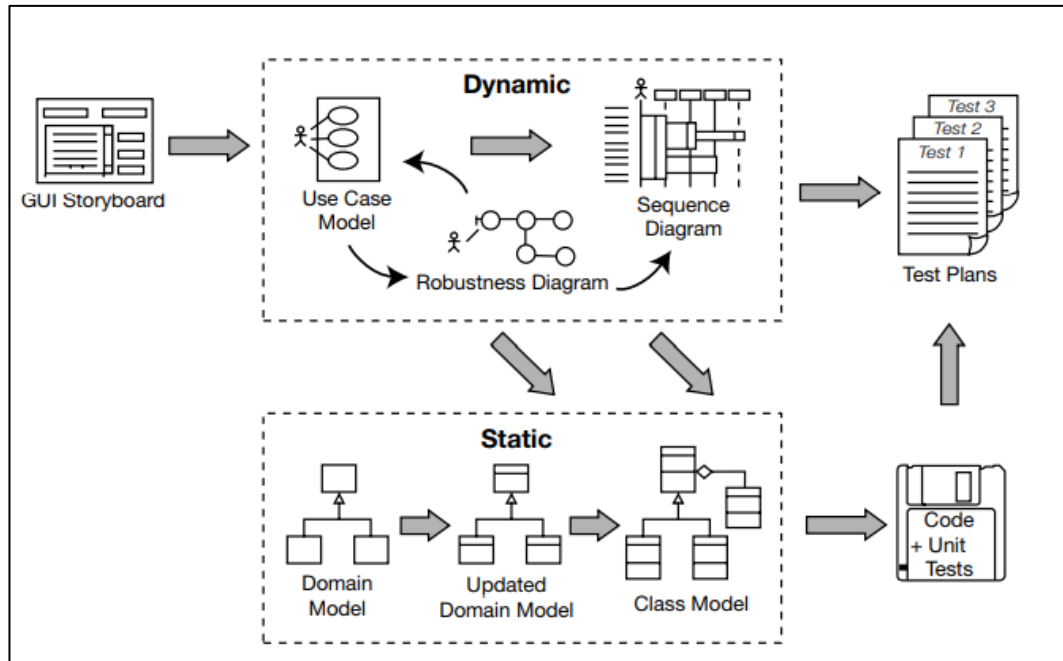 Dynamic
GUI Storyboard
Use Case
Model
Robustness Diagram
Sequence
Diagram
Test 3
Test 2
Test 1
Test Plans
Static
Domain
Model
Updated
Domain Model
Class Model
Code
+ Unit
Tests